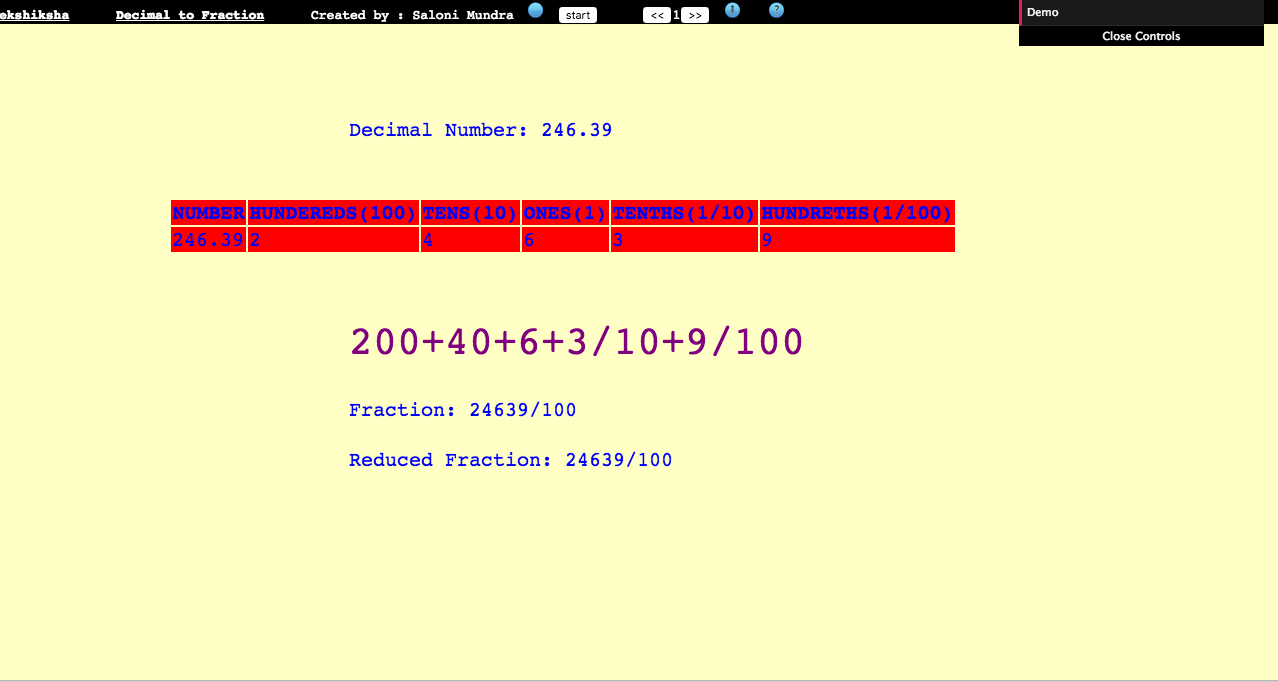 ekshiksha Decimal to Fraction Created by : Saloni Mundra start << 1 >> i ?
Demo
Close Controls
Decimal Number: 246.39
NUMBER HUNDEREDS(100) TENS(10) ONES(1) TENTHS(1/10) HUNDRETHS(1/100)
246.39 2 4 6 3 9
200+40+6+3/10+9/100
Fraction: 24639/100
Reduced Fraction: 24639/100